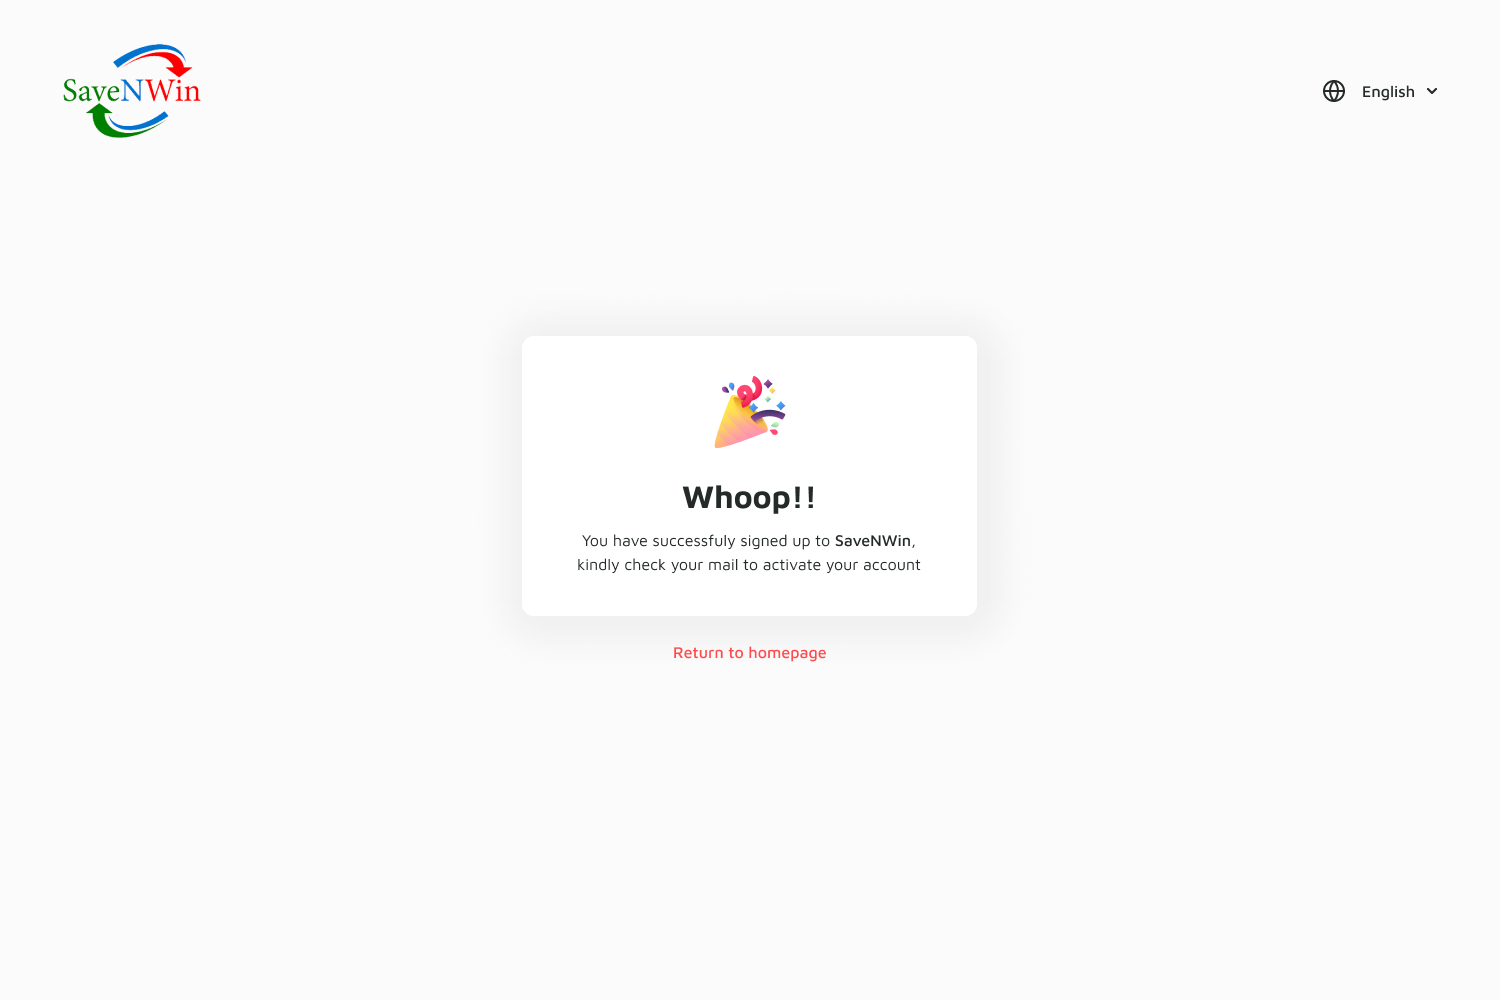 SaveNWin
English
Whoop!!
You have successfuly signed up to SaveNWin,
kindly check your mail to activate your account
Return to homepage